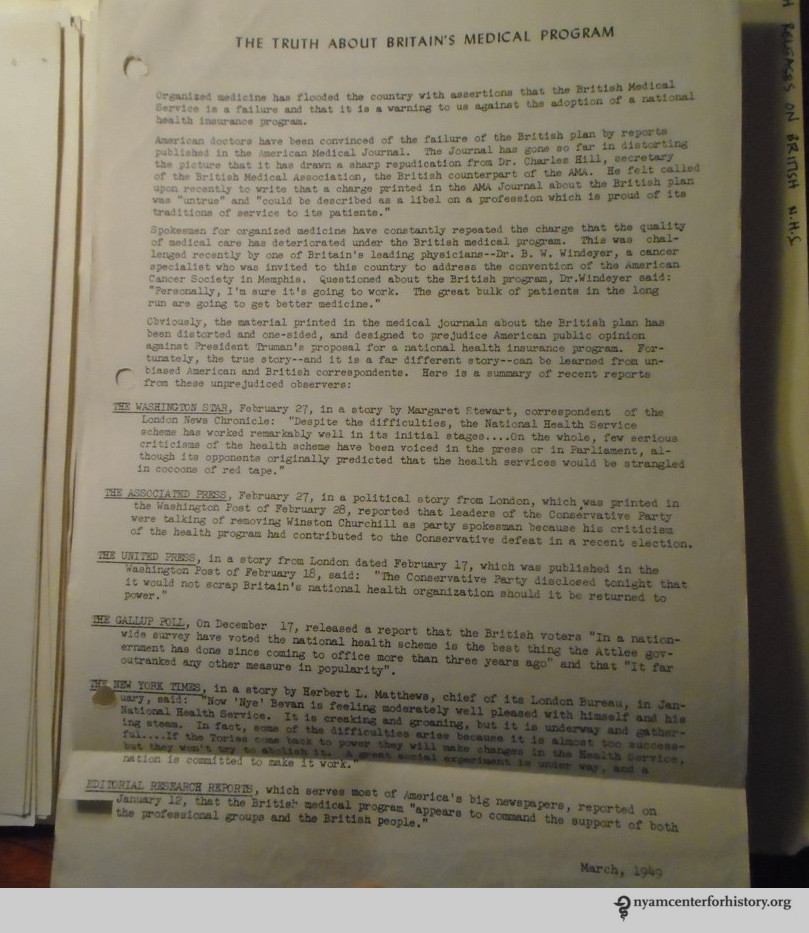 THE TRUTH ABOUT BRITAIN'S MEDICAL PROGRAM
Organized medicine has flooded the country with assertions that the British Medical
Service is a failure and that it is a warning to us against the adoption of a national
health insurance program.
American doctors have been convinced of the failure of the British plan by reports
published in the American Medical Journal. The Journal has gone so far in distorting
the picture that it has drawn a sharp repudication from Dr. Charles Hill, secretary
of the British Medical Association, the British counterpart of the AMA. He felt called
upon recently to write that a charge printed in the AMA Journal about the British plan
was "untrue" and "could be described as a libel on a profession which is proud of its
traditions of service to its patients."
Spokesmen for organized medicine have constantly repeated the charge that the quality
of medical care has deteriorated under the British medical program. This was chal-
lenged recently by one of Britain's leading physicians--Dr. B. W. Windeyer, a cancer
specialist who was invited to this country to address the convention of the American
Cancer Society in Memphis. Questioned about the British program, Dr.Windeyer said:
"Personally, I'm sure it's going to work. The great bulk of patients in the long
run are going to get better medicine."
Obviously, the material printed in the medical journals about the British plan has
been distorted and one-sided, and designed to prejudice American public opinion
against President Truman's proposal for a national health insurance program. For-
tunately, the true story--and it is a far different story--can be learned from un-
biased American and British correspondents. Here is a summary of recent reports
from these unprejudiced observers:
THE WASHINGTON STAR, February 27, in a story by Margaret Stewart, correspondent of the
London News Chronicle: "Despite the difficulties, the National Health Service
scheme has worked remarkably well in its initial stages....On the whole, few serious
criticisms of the health scheme have been voiced in the press or in Parliament, al-
though its opponents originally predicted that the health services would be strangled
in cocoons of red tape."
THE ASSOCIATED PRESS, February 27, in a political story from London, which was printed in
the Washington Post of February 28, reported that leaders of the Conservative Party
were talking of removing Winston Churchill as party spokesman because his criticism
of the health program had contributed to the Conservative defeat in a recent election.
THE UNITED PRESS, in a story from London dated February 17, which was published in the
Washington Post of February 18, said: "The Conservative Party disclosed tonight that
it would not scrap Britain's national health organization should it be returned to
power."
THE GALLUP POLL, On December 17, released a report that the British voters "In a nation-
wide survey have voted the national health scheme is the best thing the Attlee gov-
ernment has done since coming to office more than three years ago" and that "It far
outranked any other measure in popularity".
THE NEW YORK TIMES, in a story by Herbert L. Matthews, chief of its London Bureau, in Jan-
uary, said: "Now 'Nye' Bevan is feeling moderately well pleased with himself and his
National Health Service. It is creaking and groaning, but it is underway and gather-
ing steam. In fact, some of the difficulties arise because it is almost too success-
ful....If the Tories come back to power they will make changes in the Health Service,
but they won't try to abolish it. A great social experiment is under way, and a
nation is committed to make it work."
EDITORIAL RESEARCH REPORTS, which serves most of America's big newspapers, reported on
January 12, that the British medical program "appears to command the support of both
the professional groups and the British people."
March, 1949
RELEASES ON BRITISH N.H.S.
nyamcenterforhistory.org